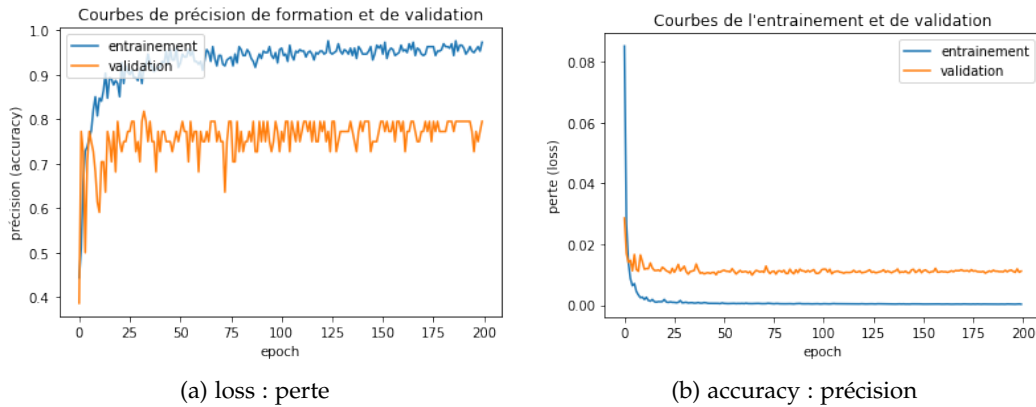 Courbes de précision de formation et de validation
1.0
0.9
0.8
0.7
0.6
0.5
0.4
précision (accuracy)
entrainement
validation
0 25 50 75 100 125 150 175 200
epoch
(a) loss : perte
Courbes de l'entrainement et de validation
0.08
0.06
0.04
0.02
0.00
perte (loss)
entrainement
validation
0 25 50 75 100 125 150 175 200
epoch
(b) accuracy : précision